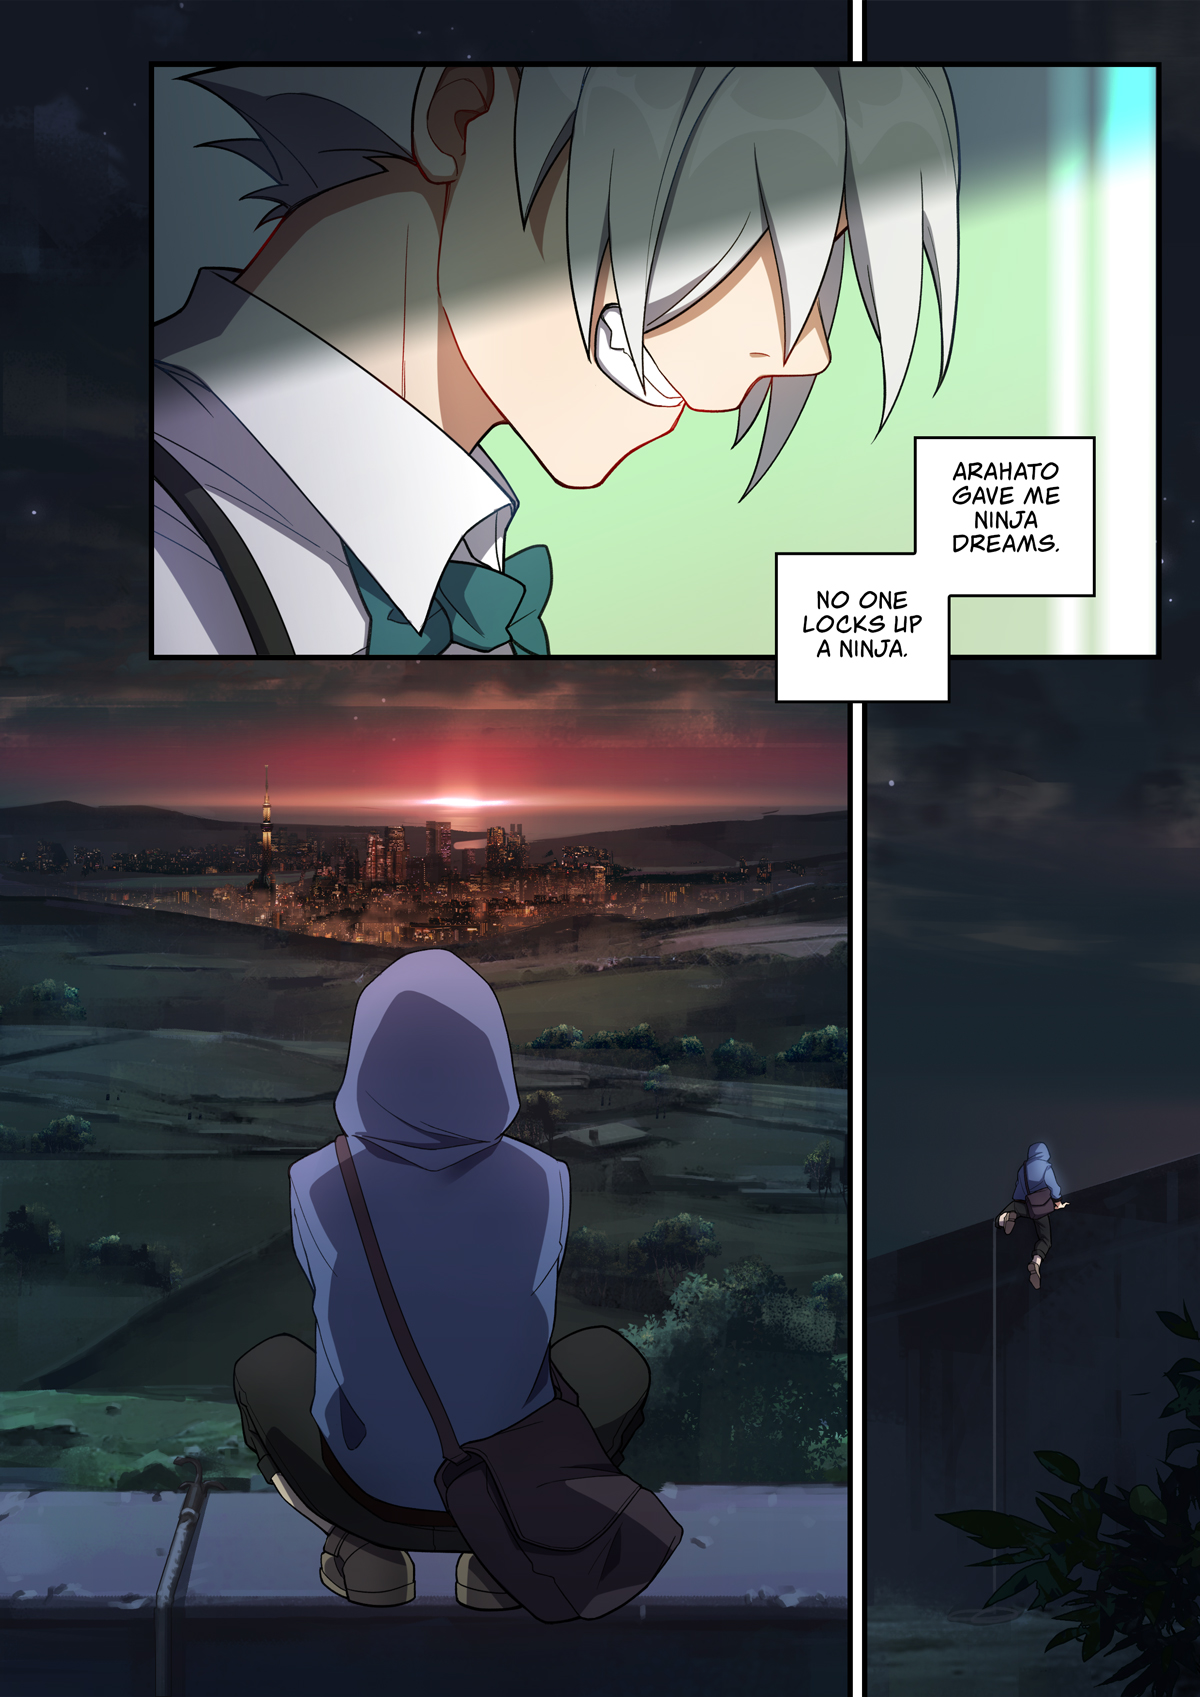 ARAHATO
GAVE ME
NINJA
DREAMS.
NO ONE
LOCKS UP
A NINJA.